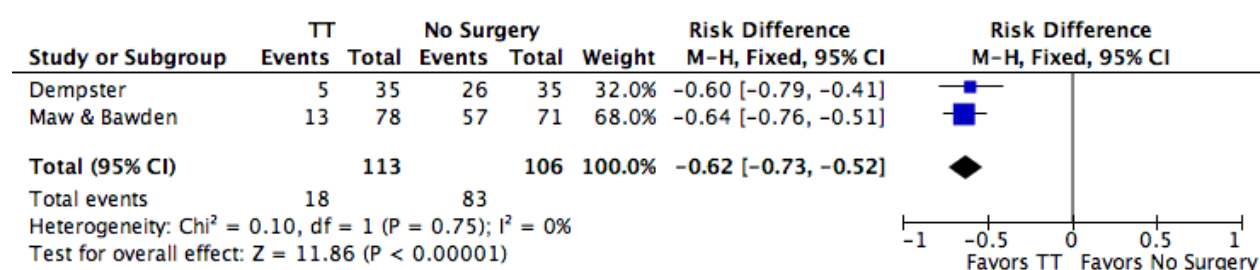 TT No Surgery Risk Difference Risk Difference
Study or Subgroup Events Total Events Total Weight M-H, Fixed, 95% CI M-H, Fixed, 95% CI
Dempster 5 35 26 35 32.0% -0.60 [-0.79, -0.41]
Maw & Bawden 13 78 57 71 68.0% -0.64 [-0.76, -0.51]
Total (95% CI) 113 106 100.0% -0.62 [-0.73, -0.52]
Total events 18 83
Heterogeneity: Chi² = 0.10, df = 1 (P = 0.75); I² = 0%
Test for overall effect: Z = 11.86 (P < 0.00001)
-1 -0.5 0 0.5 1
Favors TT Favors No Surgery